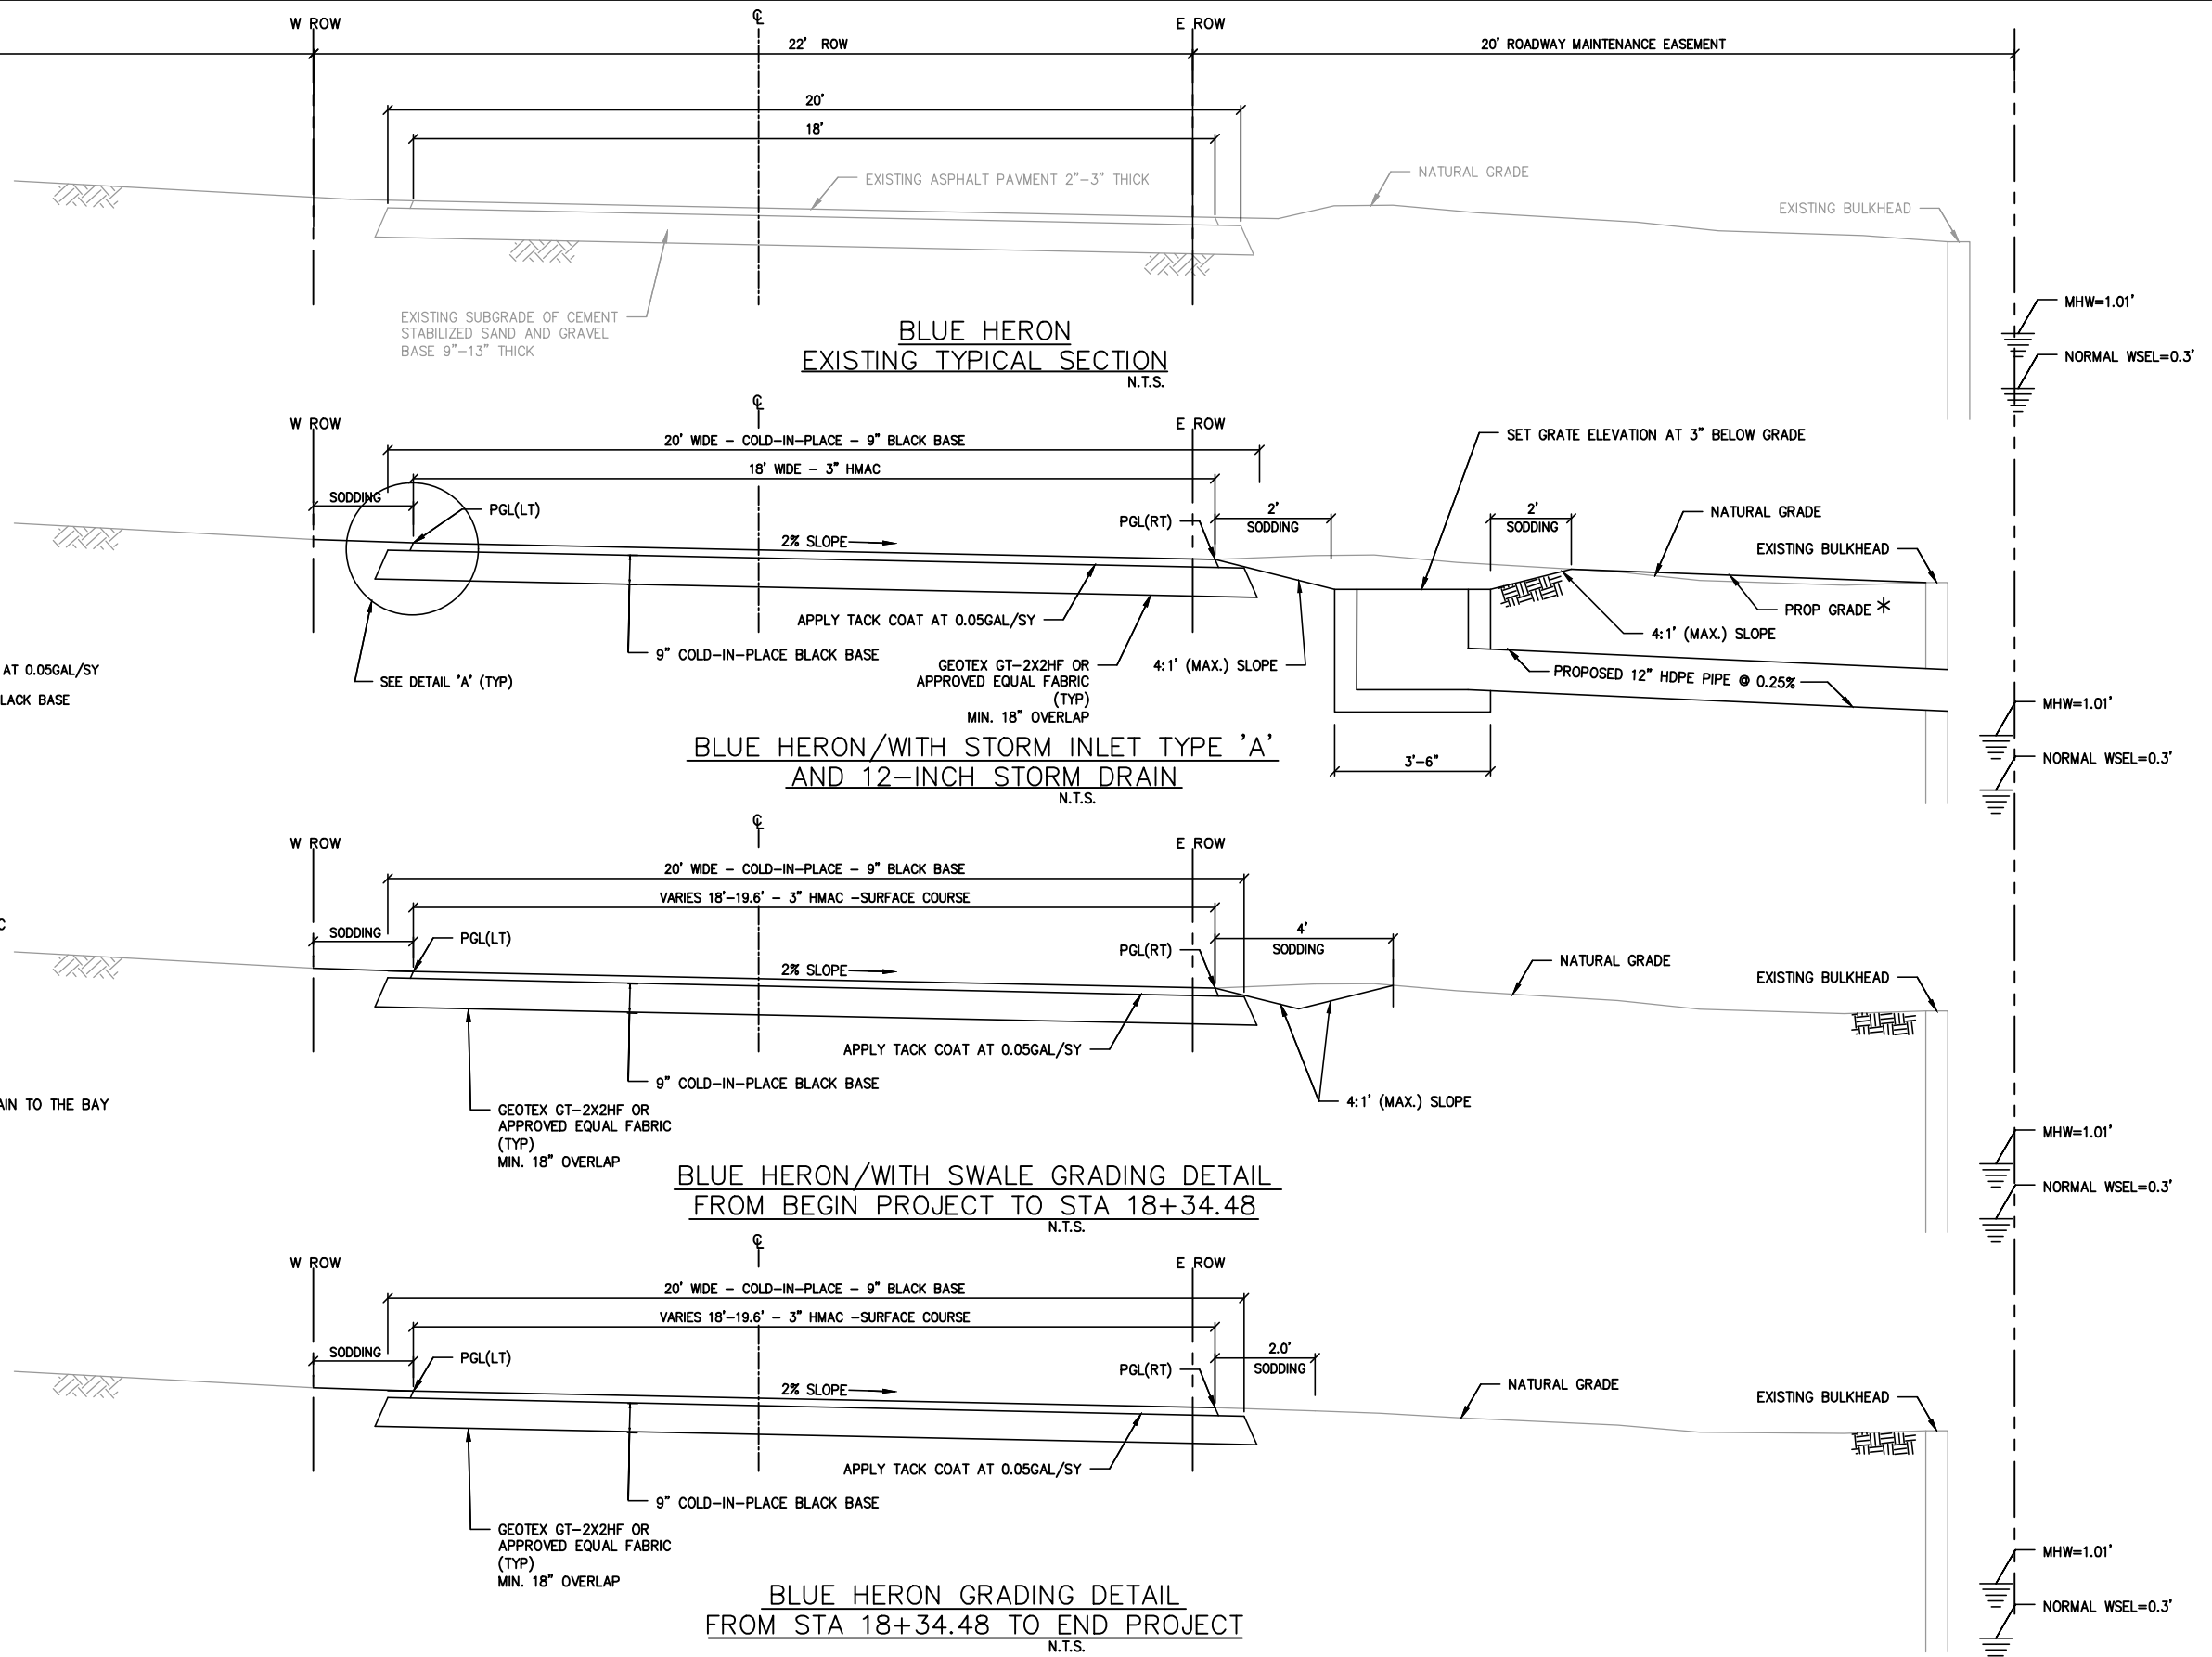 W ROW
℄
E ROW
22' ROW
20' ROADWAY MAINTENANCE EASEMENT
20'
18'
EXISTING ASPHALT PAVMENT 2"-3" THICK
NATURAL GRADE
EXISTING BULKHEAD
EXISTING SUBGRADE OF CEMENT
STABILIZED SAND AND GRAVEL
BASE 9"-13" THICK
MHW=1.01'
NORMAL WSEL=0.3'
BLUE HERON
EXISTING TYPICAL SECTION
N.T.S.
W ROW
℄
E ROW
20' WIDE - COLD-IN-PLACE - 9" BLACK BASE
18' WIDE - 3" HMAC
SET GRATE ELEVATION AT 3" BELOW GRADE
SODDING
PGL(LT)
PGL(RT)
2'
SODDING
2'
SODDING
NATURAL GRADE
2% SLOPE
EXISTING BULKHEAD
APPLY TACK COAT AT 0.05GAL/SY
PROP GRADE *
4:1' (MAX.) SLOPE
9" COLD-IN-PLACE BLACK BASE
GEOTEX GT-2X2HF OR
APPROVED EQUAL FABRIC
(TYP)
MIN. 18" OVERLAP
4:1' (MAX.) SLOPE
PROPOSED 12" HDPE PIPE @ 0.25%
AT 0.05GAL/SY
SEE DETAIL 'A' (TYP)
LACK BASE
MHW=1.01'
NORMAL WSEL=0.3'
3'-6"
BLUE HERON/WITH STORM INLET TYPE 'A'
AND 12-INCH STORM DRAIN
N.T.S.
W ROW
℄
E ROW
20' WIDE - COLD-IN-PLACE - 9" BLACK BASE
VARIES 18'-19.6' - 3" HMAC -SURFACE COURSE
C
SODDING
PGL(LT)
PGL(RT)
4'
SODDING
NATURAL GRADE
2% SLOPE
EXISTING BULKHEAD
APPLY TACK COAT AT 0.05GAL/SY
9" COLD-IN-PLACE BLACK BASE
4:1' (MAX.) SLOPE
AIN TO THE BAY
GEOTEX GT-2X2HF OR
APPROVED EQUAL FABRIC
(TYP)
MIN. 18" OVERLAP
MHW=1.01'
NORMAL WSEL=0.3'
BLUE HERON/WITH SWALE GRADING DETAIL
FROM BEGIN PROJECT TO STA 18+34.48
N.T.S.
W ROW
℄
E ROW
20' WIDE - COLD-IN-PLACE - 9" BLACK BASE
VARIES 18'-19.6' - 3" HMAC -SURFACE COURSE
SODDING
PGL(LT)
PGL(RT)
2.0'
SODDING
NATURAL GRADE
2% SLOPE
EXISTING BULKHEAD
APPLY TACK COAT AT 0.05GAL/SY
9" COLD-IN-PLACE BLACK BASE
GEOTEX GT-2X2HF OR
APPROVED EQUAL FABRIC
(TYP)
MIN. 18" OVERLAP
MHW=1.01'
NORMAL WSEL=0.3'
BLUE HERON GRADING DETAIL
FROM STA 18+34.48 TO END PROJECT
N.T.S.